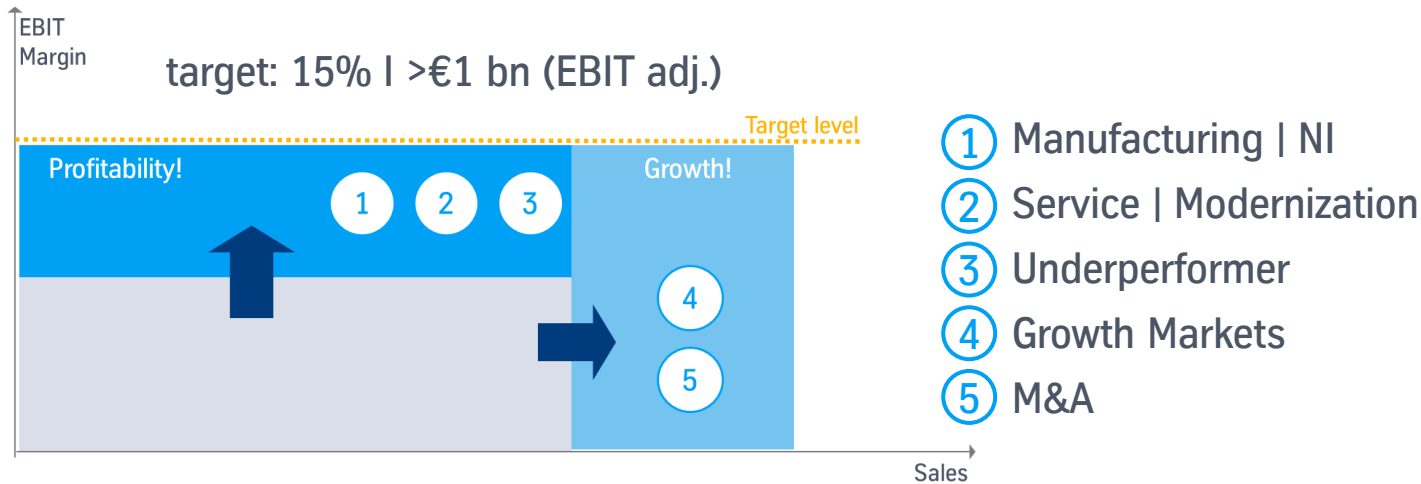 EBIT
Margin
target: 15% I >€1 bn (EBIT adj.)
Target level
Profitability!
Growth!
1 2 3
4
5
Sales
1 Manufacturing | NI
2 Service | Modernization
3 Underperformer
4 Growth Markets
5 M&A